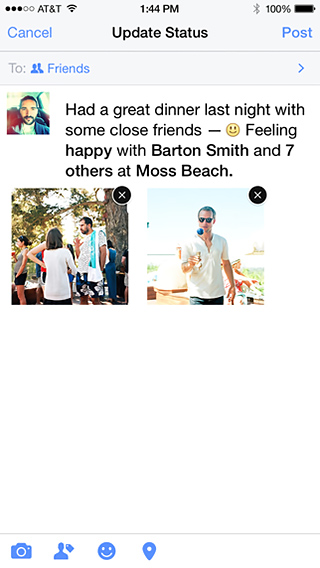 AT&T 1:44 PM 100%
Cancel Update Status Post
To: Friends
Had a great dinner last night with
some close friends — 😃 Feeling
happy with Barton Smith and 7
others at Moss Beach.